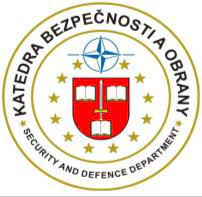 KATEDRA BEZPEČNOSTI A OBRANY
SECURITY AND DEFENCE DEPARTMENT